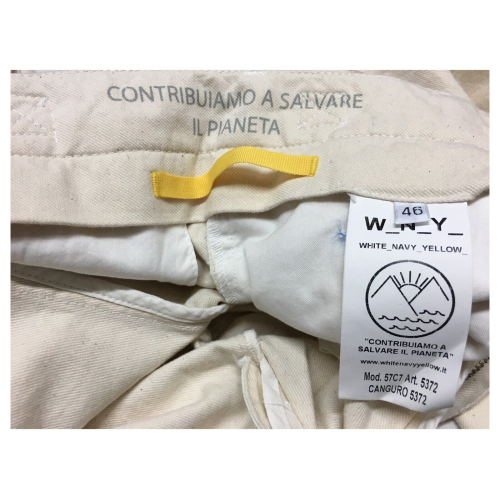 CONTRIBUIAMO A SALVARE
IL PIANETA
46
W_N_Y_
WHITE_NAVY_YELLOW_
"CONTRIBUIAMO A
SALVARE IL PIANETA"
www.whitenavyyellow.it
Mod. 57C7 Art. 5372
CANGURO 5372